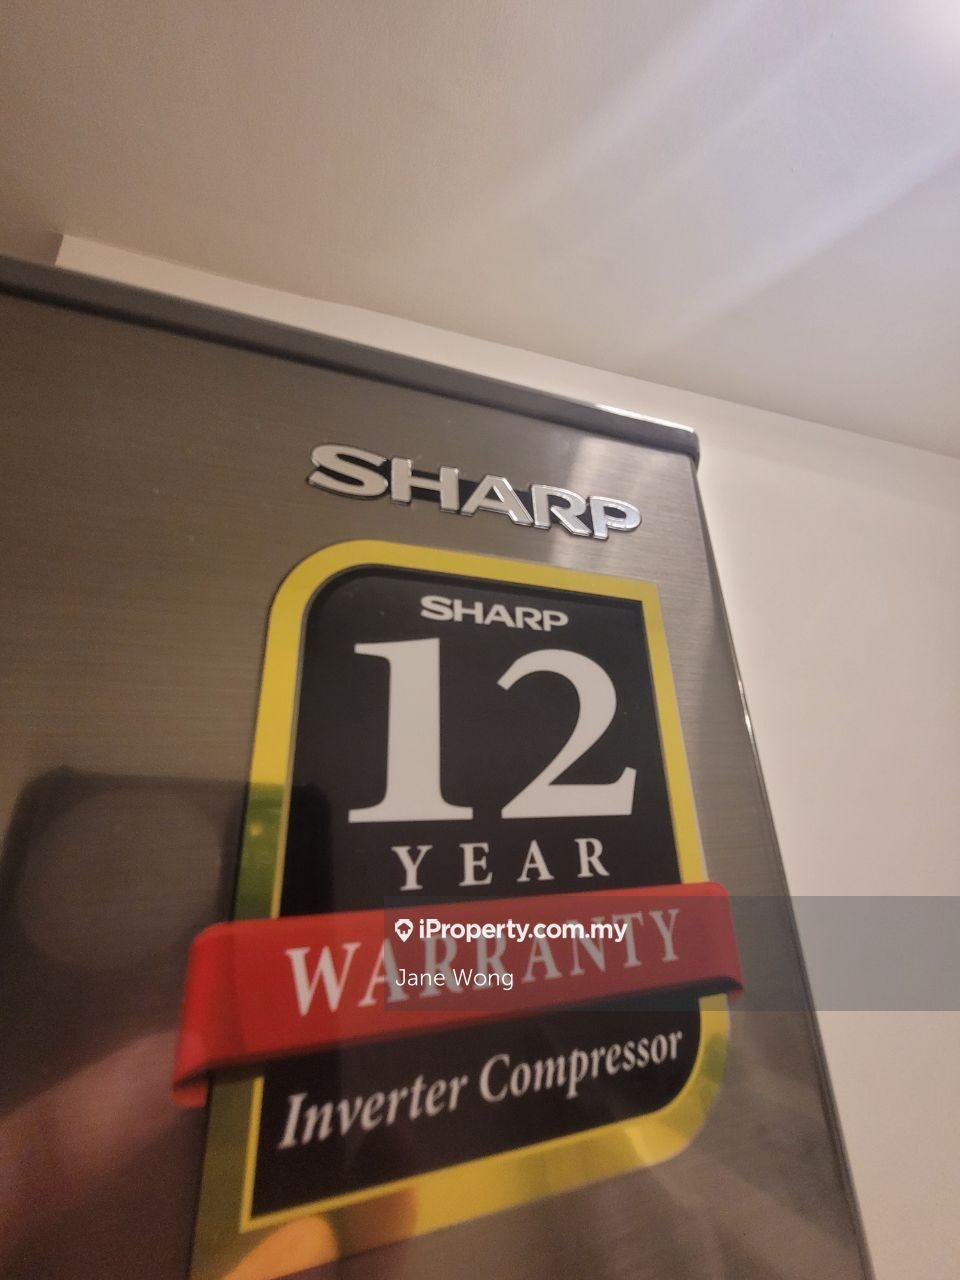 SHARP
SHARP
12
YEAR
WARRANTY
iProperty.com.my
Jane Wong
Inverter Compressor